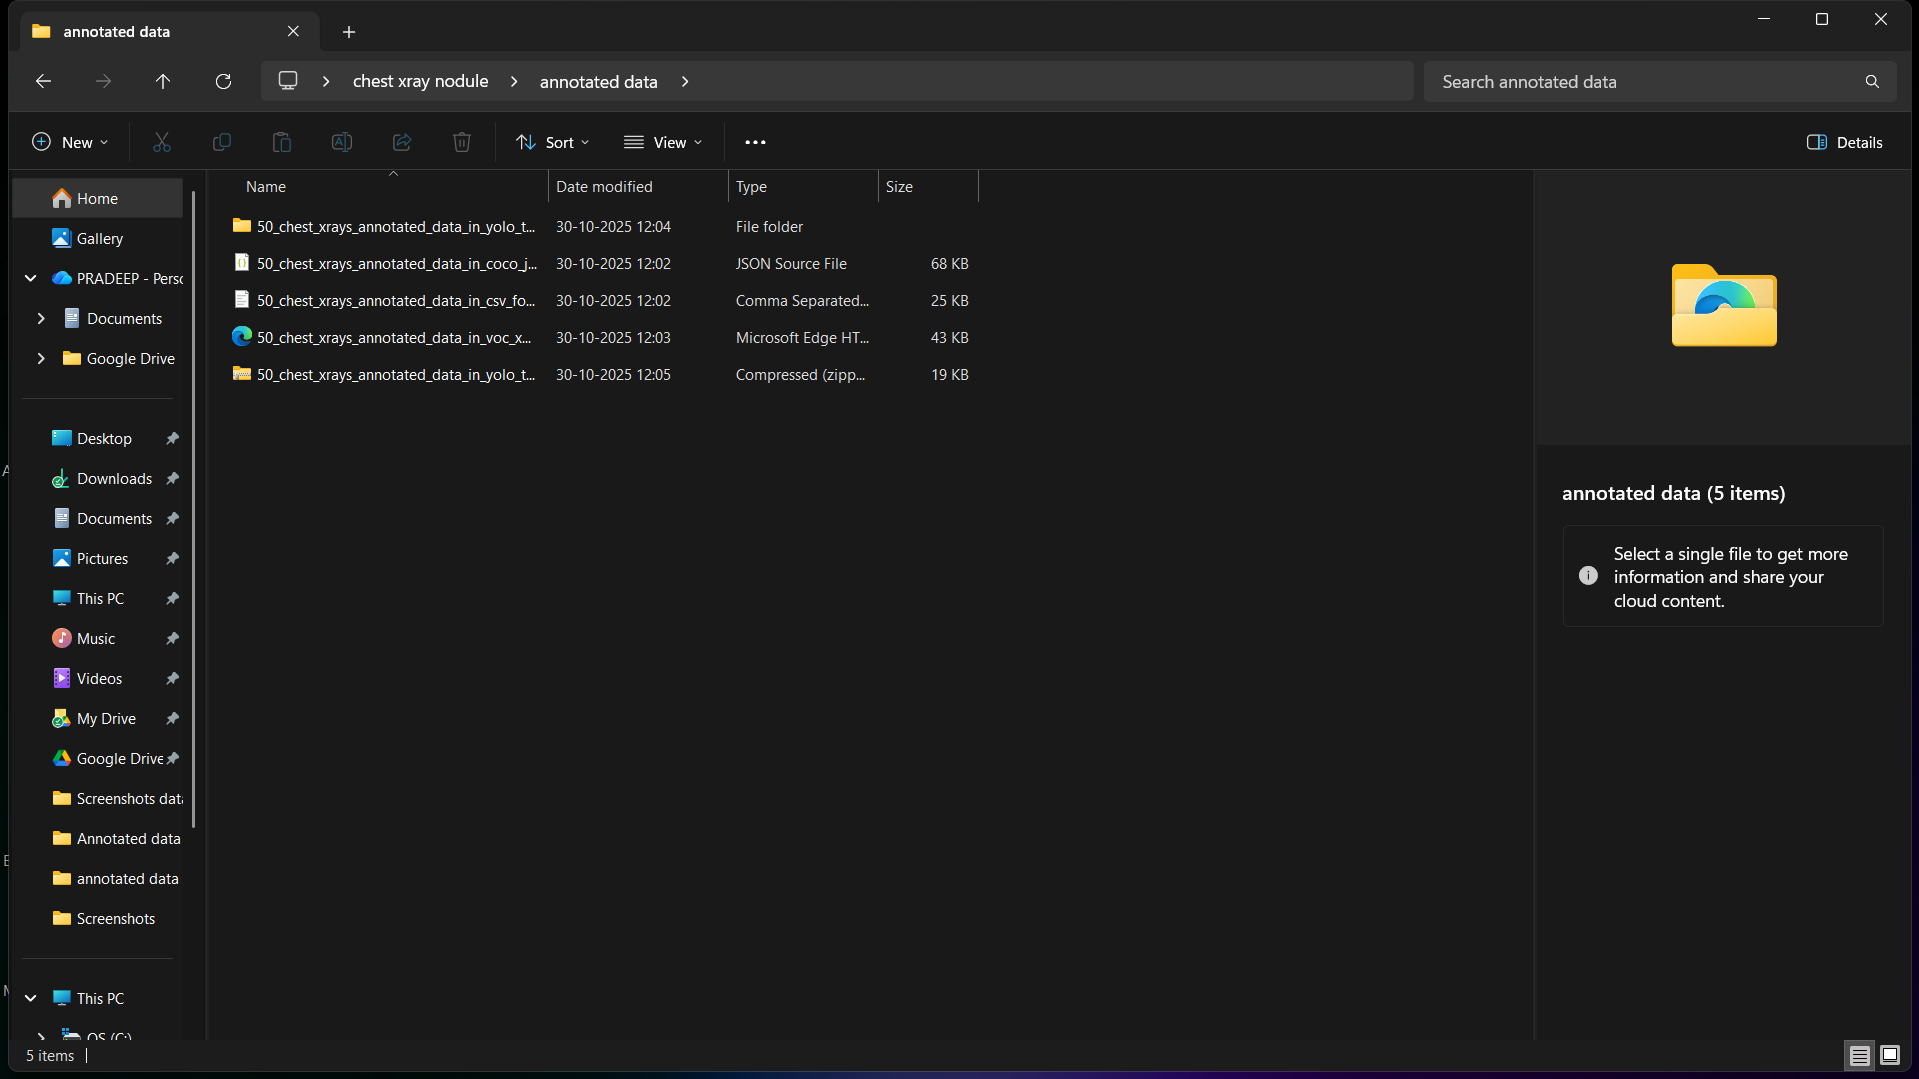 annotated data
chest xray nodule
annotated data
Search annotated data
New
Sort
View
Details
Home
Gallery
PRADEEP - Perso
Documents
Google Drive
Desktop
Downloads
Documents
Pictures
This PC
Music
Videos
My Drive
Google Drive
Screenshots data
Annotated data
annotated data
Screenshots
This PC
OS (C:)
Name Date modified Type Size
50_chest_xrays_annotated_data_in_yolo_t... 30-10-2025 12:04 File folder
50_chest_xrays_annotated_data_in_coco_j... 30-10-2025 12:02 JSON Source File 68 KB
50_chest_xrays_annotated_data_in_csv_fo... 30-10-2025 12:02 Comma Separated... 25 KB
50_chest_xrays_annotated_data_in_voc_x... 30-10-2025 12:03 Microsoft Edge HT... 43 KB
50_chest_xrays_annotated_data_in_yolo_t... 30-10-2025 12:05 Compressed (zipp... 19 KB
annotated data (5 items)
Select a single file to get more
information and share your
cloud content.
5 items